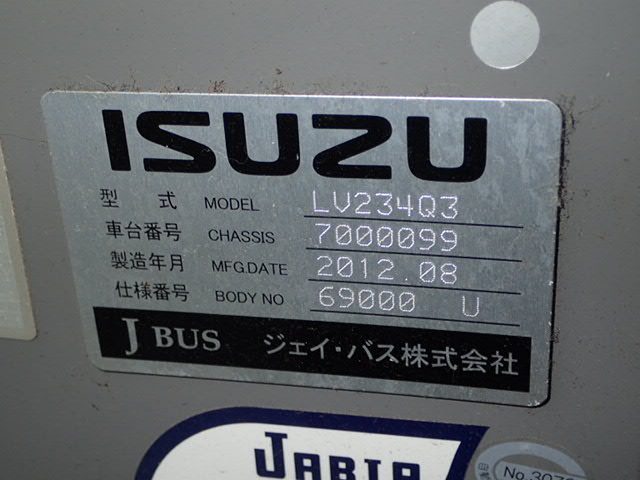 ISUZU
型 式 MODEL LV234Q3
車台番号 CHASSIS 7000099
製造年月 MFG.DATE 2012.08
仕様番号 BODY NO 69000 U
J BUS ジェイ・バス株式会社
JABIA